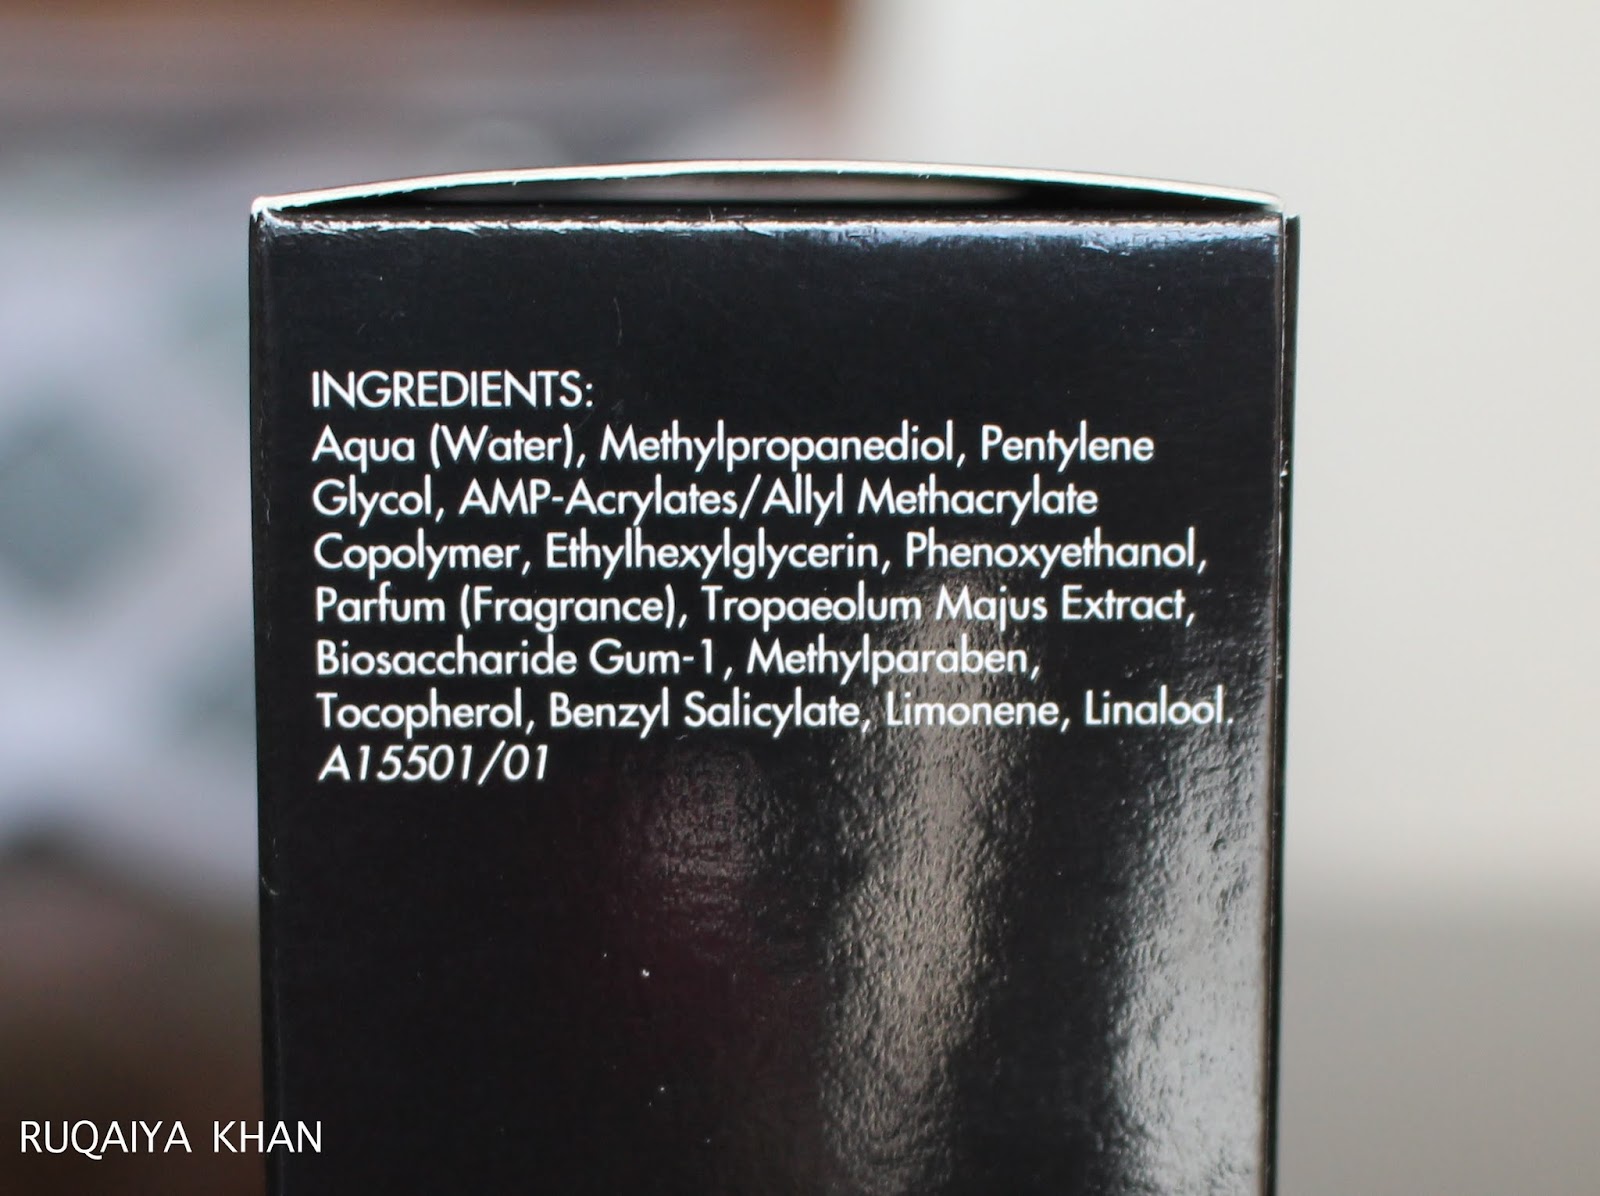 INGREDIENTS:
Aqua (Water), Methylpropanediol, Pentylene
Glycol, AMP-Acrylates/Allyl Methacrylate
Copolymer, Ethylhexylglycerin, Phenoxyethanol,
Parfum (Fragrance), Tropaeolum Majus Extract,
Biosaccharide Gum-1, Methylparaben,
Tocopherol, Benzyl Salicylate, Limonene, Linalool.
A15501/01
RUQAIYA KHAN